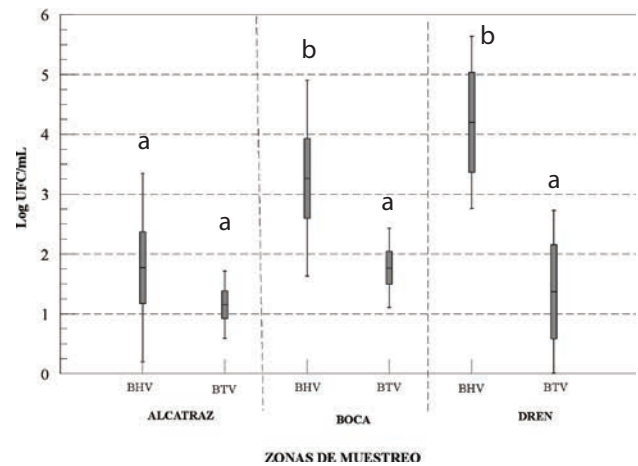 6
5
4
3
2
1
0
Log UFC/mL
a
a
b
a
b
a
BHV BTV BHV BTV BHV BTV
ALCATRAZ BOCA DREN
ZONAS DE MUESTREO